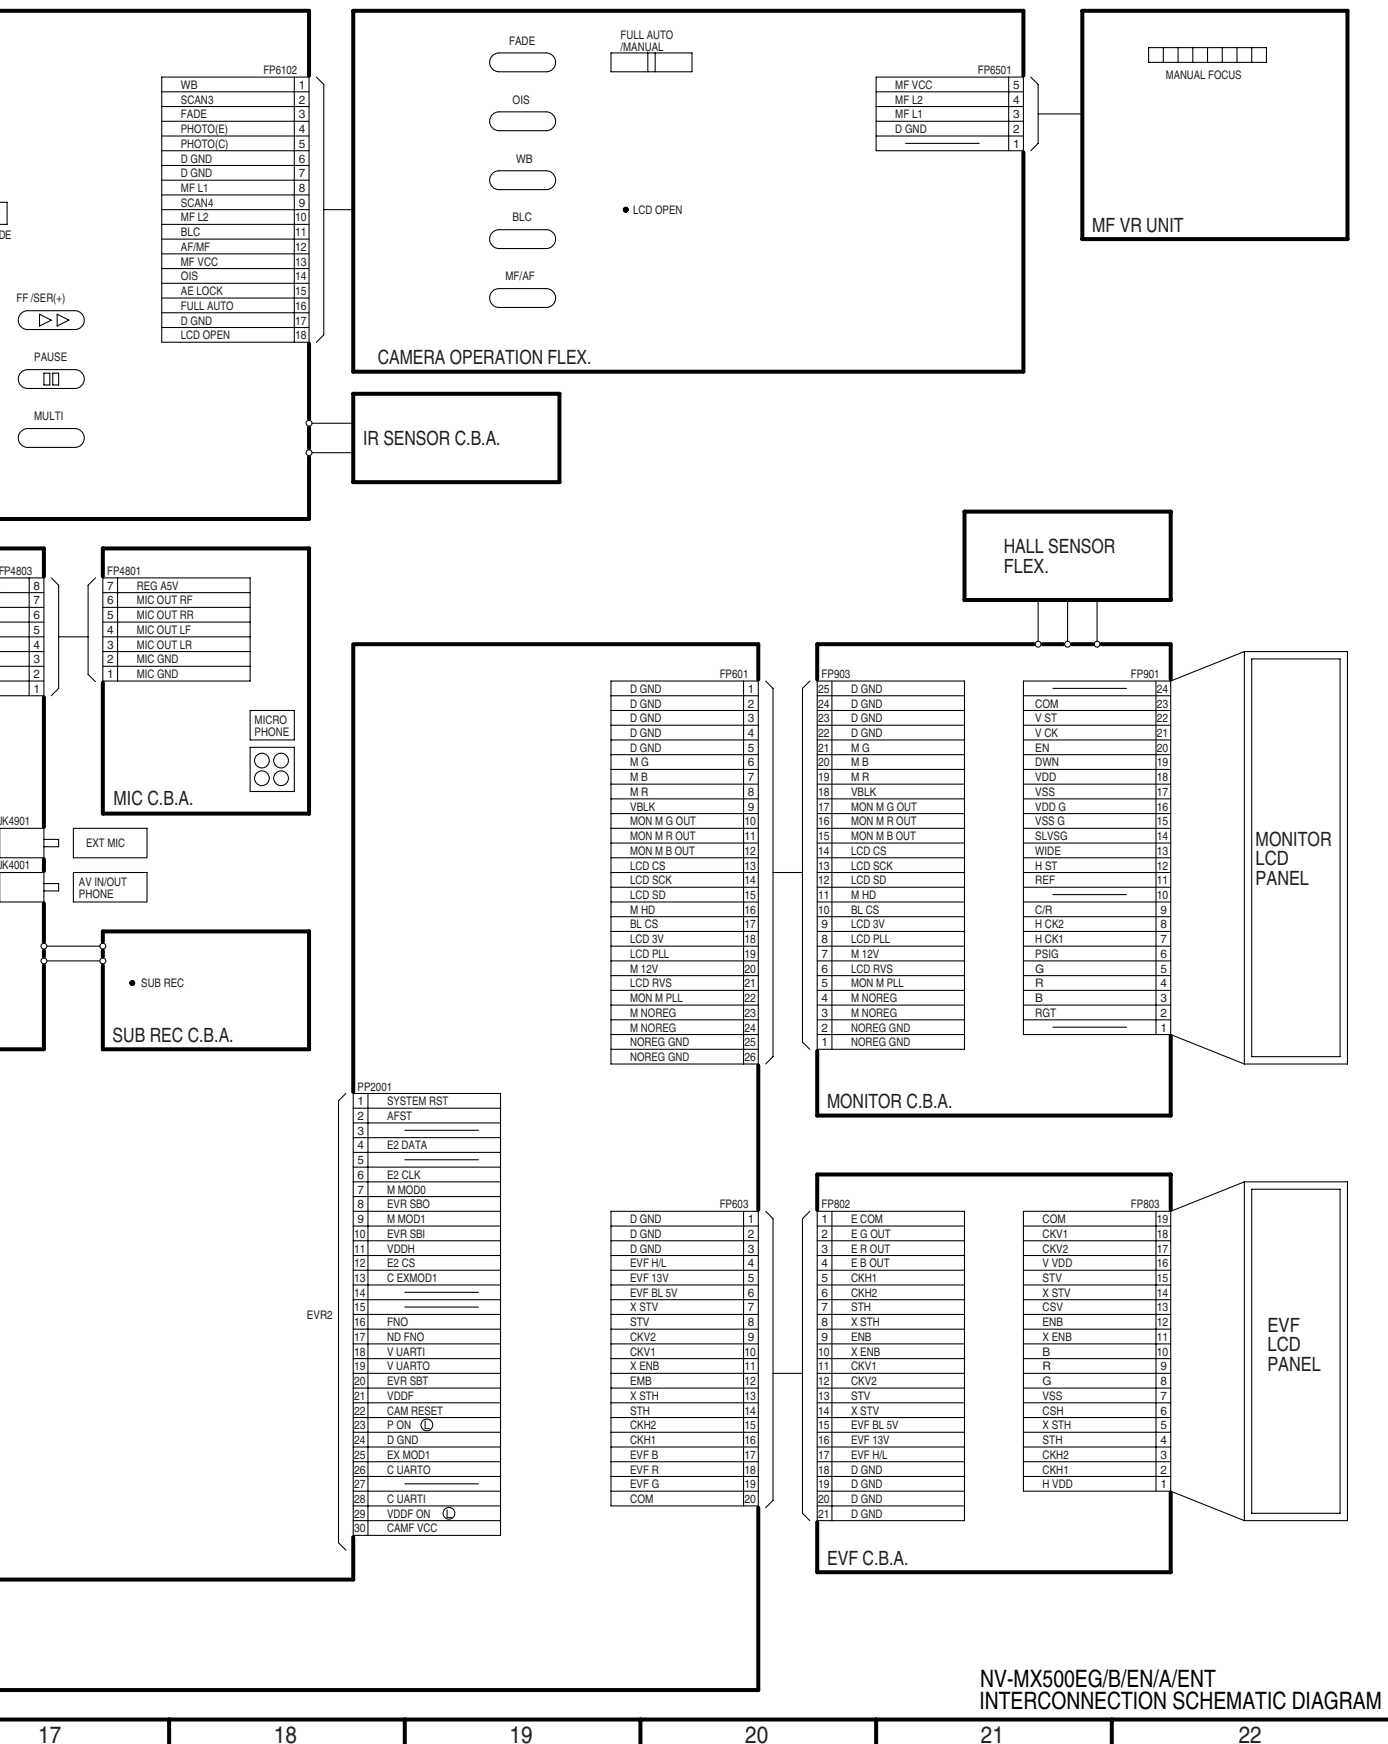 FP6102
WB 1
SCAN3 2
FADE 3
PHOTO(E) 4
PHOTO(C) 5
D GND 6
D GND 7
MF L1 8
SCAN4 9
MF L2 10
BLC 11
AF/MF 12
MF VCC 13
OIS 14
AE LOCK 15
FULL AUTO 16
D GND 17
LCD OPEN 18
DE
FF /SER(+)
PAUSE
MULTI
FADE
OIS
WB
BLC
MF/AF
FULL AUTO
/MANUAL
LCD OPEN
FP6501
MF VCC 5
MF L2 4
MF L1 3
D GND 2
1
CAMERA OPERATION FLEX.
MANUAL FOCUS
MF VR UNIT
IR SENSOR C.B.A.
HALL SENSOR
FLEX.
FP4803
8
7
6
5
4
3
2
1
FP4801
7 REG A5V
6 MIC OUT RF
5 MIC OUT RR
4 MIC OUT LF
3 MIC OUT LR
2 MIC GND
1 MIC GND
MICRO
PHONE
MIC C.B.A.
JK4901
EXT MIC
JK4001
AV IN/OUT
PHONE
SUB REC
SUB REC C.B.A.
FP601
D GND 1
D GND 2
D GND 3
D GND 4
D GND 5
M G 6
M B 7
M R 8
VBLK 9
MON M G OUT 10
MON M R OUT 11
MON M B OUT 12
LCD CS 13
LCD SCK 14
LCD SD 15
M HD 16
BL CS 17
LCD 3V 18
LCD PLL 19
M 12V 20
LCD RVS 21
MON M PLL 22
M NOREG 23
M NOREG 24
NOREG GND 25
NOREG GND 26
FP903
25 D GND
24 D GND
23 D GND
22 D GND
21 M G
20 M B
19 M R
18 VBLK
17 MON M G OUT
16 MON M R OUT
15 MON M B OUT
14 LCD CS
13 LCD SCK
12 LCD SD
11 M HD
10 BL CS
9 LCD 3V
8 LCD PLL
7 M 12V
6 LCD RVS
5 MON M PLL
4 M NOREG
3 M NOREG
2 NOREG GND
1 NOREG GND
FP901
24
COM 23
V ST 22
V CK 21
EN 20
DWN 19
VDD 18
VSS 17
VDD G 16
VSS G 15
SLVSG 14
WIDE 13
H ST 12
REF 11
10
C/R 9
H CK2 8
H CK1 7
PSIG 6
G 5
R 4
B 3
RGT 2
1
MONITOR C.B.A.
MONITOR
LCD
PANEL
PP2001
1 SYSTEM RST
2 AFST
3
4 E2 DATA
5
6 E2 CLK
7 M MOD0
8 EVR SBO
9 M MOD1
10 EVR SBI
11 VDDH
12 E2 CS
13 C EXMOD1
14
15
16 FNO
17 ND FNO
18 V UARTI
19 V UARTO
20 EVR SBT
21 VDDF
22 CAM RESET
23 P ON Ⓛ
24 D GND
25 EX MOD1
26 C UARTO
27
28 C UARTI
29 VDDF ON Ⓛ
30 CAMF VCC
EVR2
FP603
D GND 1
D GND 2
D GND 3
EVF H/L 4
EVF 13V 5
EVF BL 5V 6
X STV 7
STV 8
CKV2 9
CKV1 10
X ENB 11
EMB 12
X STH 13
STH 14
CKH2 15
CKH1 16
EVF B 17
EVF R 18
EVF G 19
COM 20
FP802
1 E COM
2 E G OUT
3 E R OUT
4 E B OUT
5 CKH1
6 CKH2
7 STH
8 X STH
9 ENB
10 X ENB
11 CKV1
12 CKV2
13 STV
14 X STV
15 EVF BL 5V
16 EVF 13V
17 EVF H/L
18 D GND
19 D GND
20 D GND
21 D GND
FP803
COM 19
CKV1 18
CKV2 17
V VDD 16
STV 15
X STV 14
CSV 13
ENB 12
X ENB 11
B 10
R 9
G 8
VSS 7
CSH 6
X STH 5
STH 4
CKH2 3
CKH1 2
H VDD 1
EVF C.B.A.
EVF
LCD
PANEL
NV-MX500EG/B/EN/A/ENT
INTERCONNECTION SCHEMATIC DIAGRAM
17 18 19 20 21 22